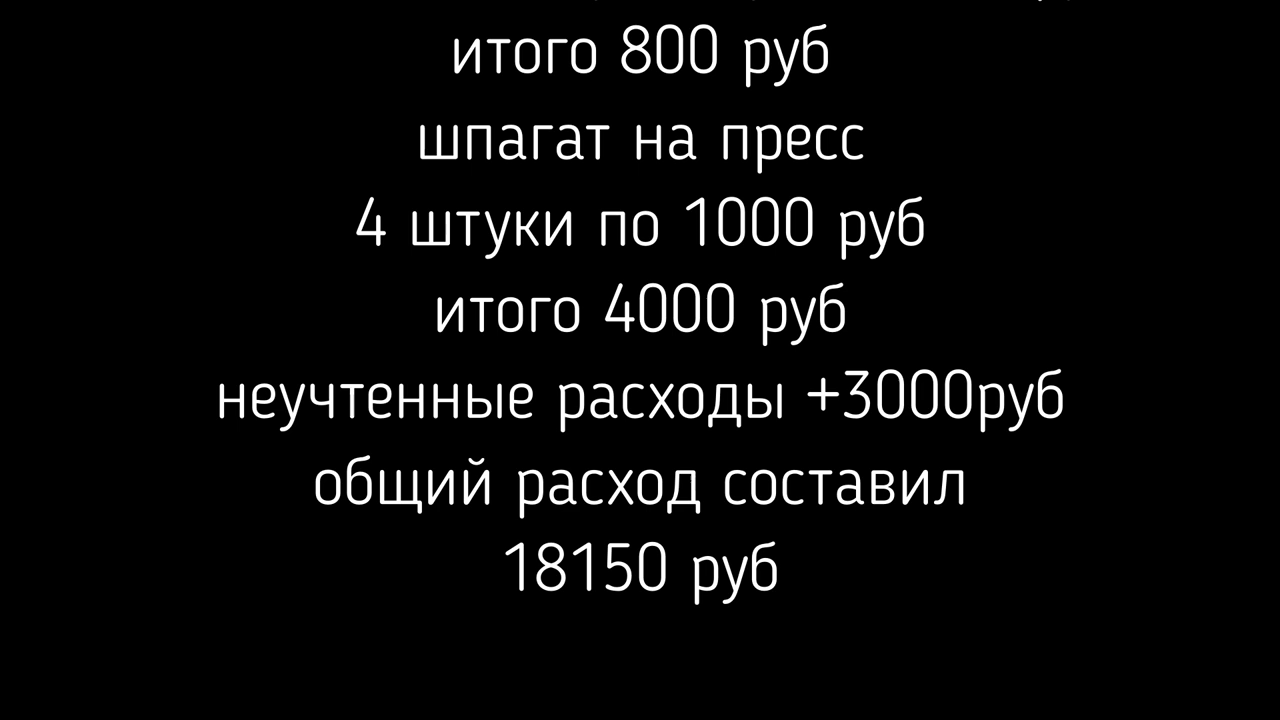 итого 800 руб
шпагат на пресс
4 штуки по 1000 руб
итого 4000 руб
неучтенные расходы +3000руб
общий расход составил
18150 руб